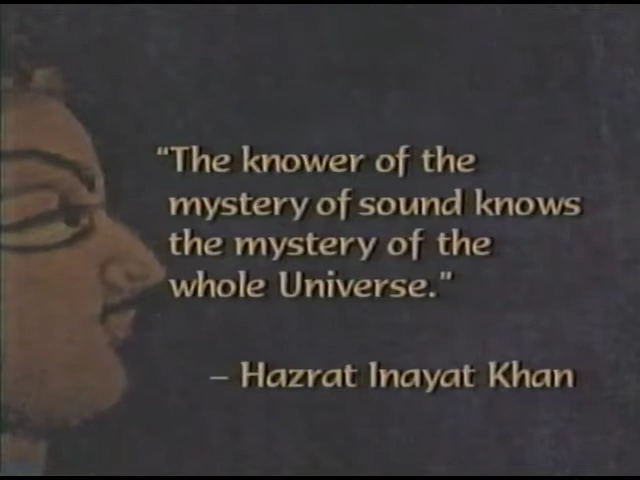 “The knower of the
mystery of sound knows
the mystery of the
whole Universe.”
– Hazrat Inayat Khan